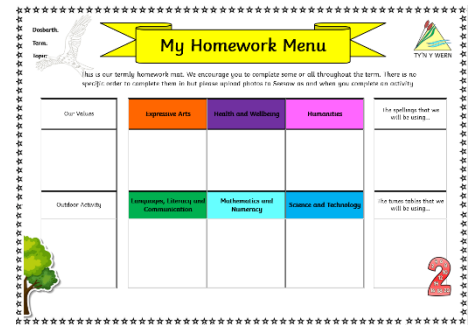 Dosbarth.
Term.
Topic:
My Homework Menu
TY'N Y WERN
This is our termly homework mat. We encourage you to complete some or all throughout the term. There is
specific order to complete them in but please upload photos to Seesaw as and when you complete an activity
Our Values
Expressive Arts
Health and Wellbeing
Humanities
The spellings that we
will be using...
Outdoor Activity
Languages, Literacy and
Communication
Mathematics and
Numeracy
Science and Technology
The times tables that we
will be using...
2